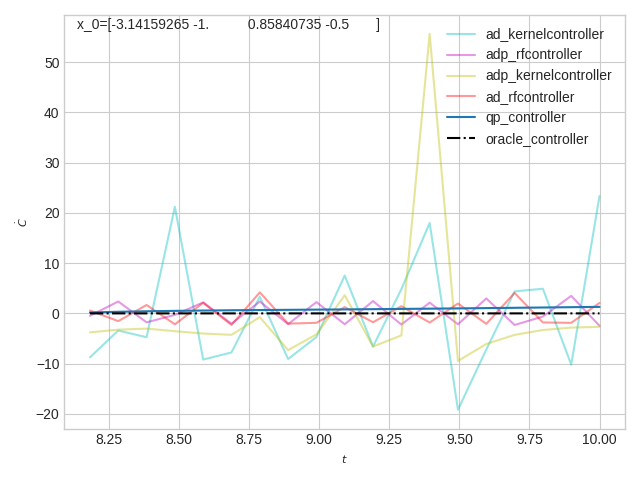 x_0=[-3.14159265 -1. 0.85840735 -0.5 ]
ad_kernelcontroller
adp_rfcontroller
adp_kernelcontroller
ad_rfcontroller
qp_controller
oracle_controller
50
40
30
20
10
0
−10
−20
Ċ
8.25 8.50 8.75 9.00 9.25 9.50 9.75 10.00
t